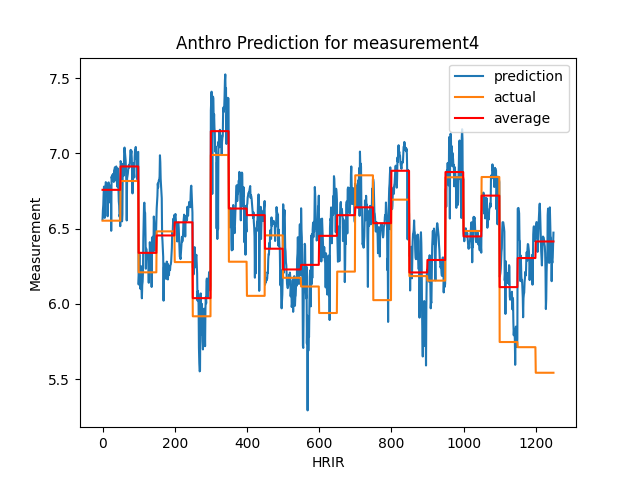 Anthro Prediction for measurement4
prediction
actual
average
Measurement
7.5
7.0
6.5
6.0
5.5
0
200
400
600
800
1000
1200
HRIR